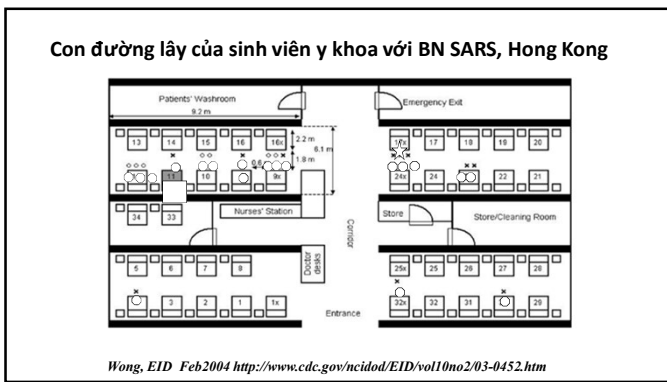 Con đường lây của sinh viên y khoa với BN SARS, Hong Kong
Patients' Washroom
Emergency Exit
9.2 m
13 14 15 16 16x
2.2 m
6.1 m
1.8 m
0.6
11 10 9x
17 18 19 20
24x 24 22 21
34 33
Nurses' Station
Store
Store/Cleaning Room
Corridor
5 6 7 8
Doctor desks
25x 25 26 27 28
3 2 1 1x
32x 32 31 29
Entrance
Wong, EID Feb2004 http://www.cdc.gov/ncidod/EID/vol10no2/03-0452.htm